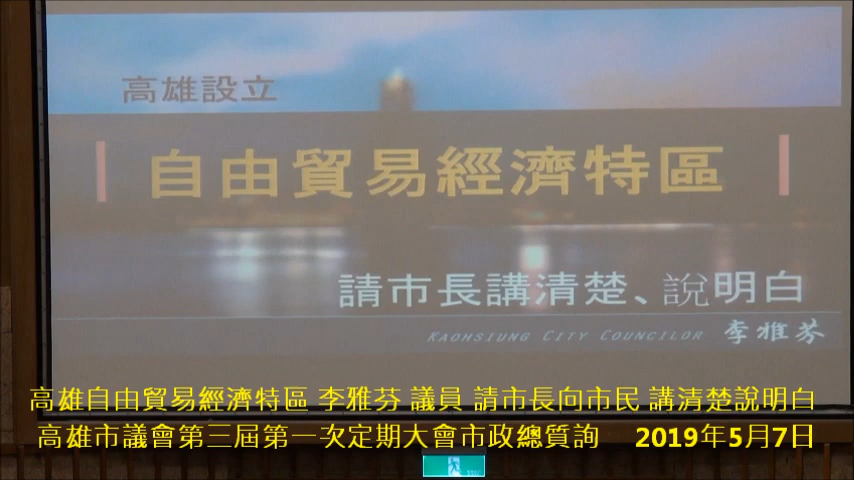 高雄設立
自由貿易經濟特區
請市長講清楚、說明白
KAOHSIUNG CITY COUNCILOR 李雅芬
高雄自由貿易經濟特區 李雅芬 議員 請市長向市民 講清楚說明白
高雄市議會第三屆第一次定期大會市政總質詢 2019年5月7日